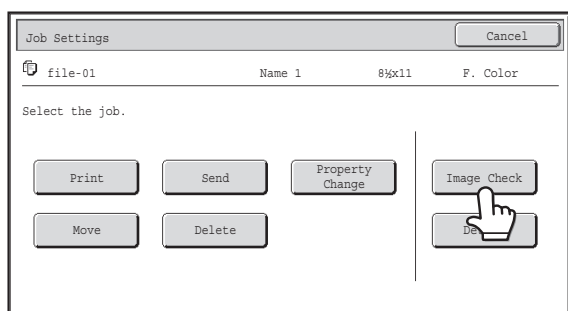 Job Settings Cancel
file-01 Name 1 8½x11 F. Color
Select the job.
Print Send Property Change Image Check
Move Delete